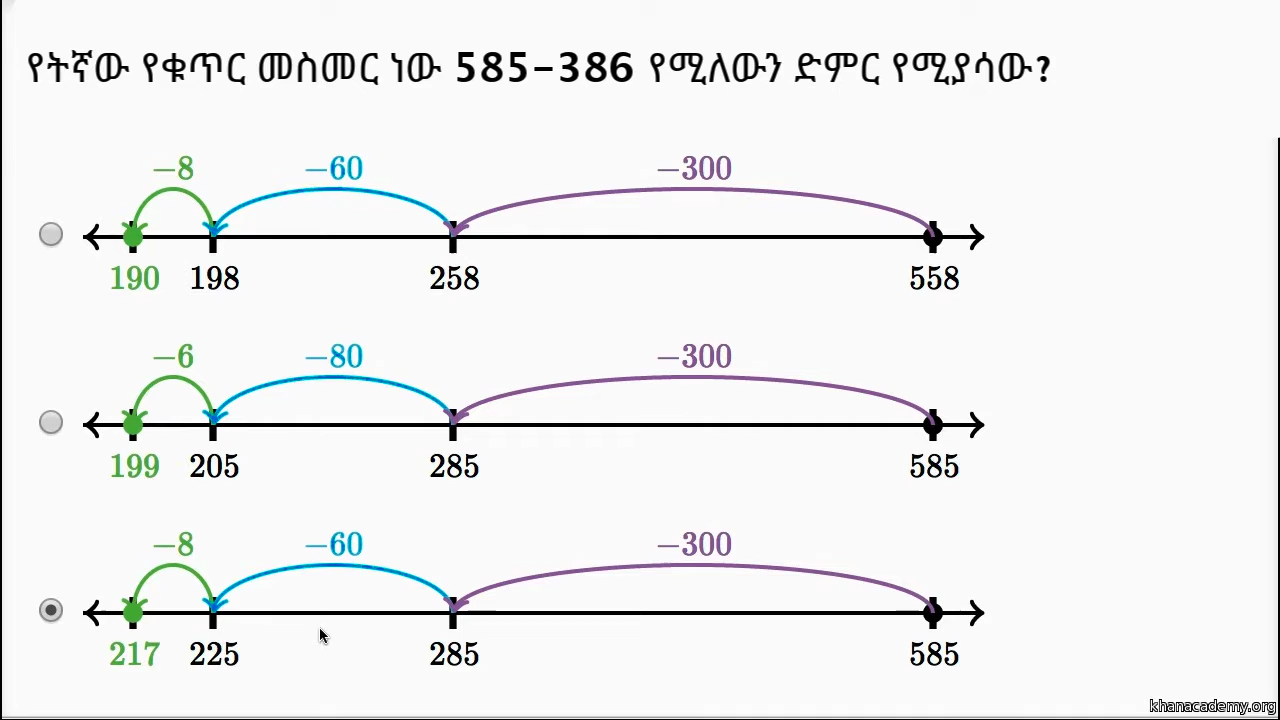 የትኛው የቁጥር መስመር ነው 585-386 የሚለውን ድምር የሚያሳው?
−8 −60 −300
190 198 258 558
−6 −80 −300
199 205 285 585
−8 −60 −300
217 225 285 585
khanacademy.org